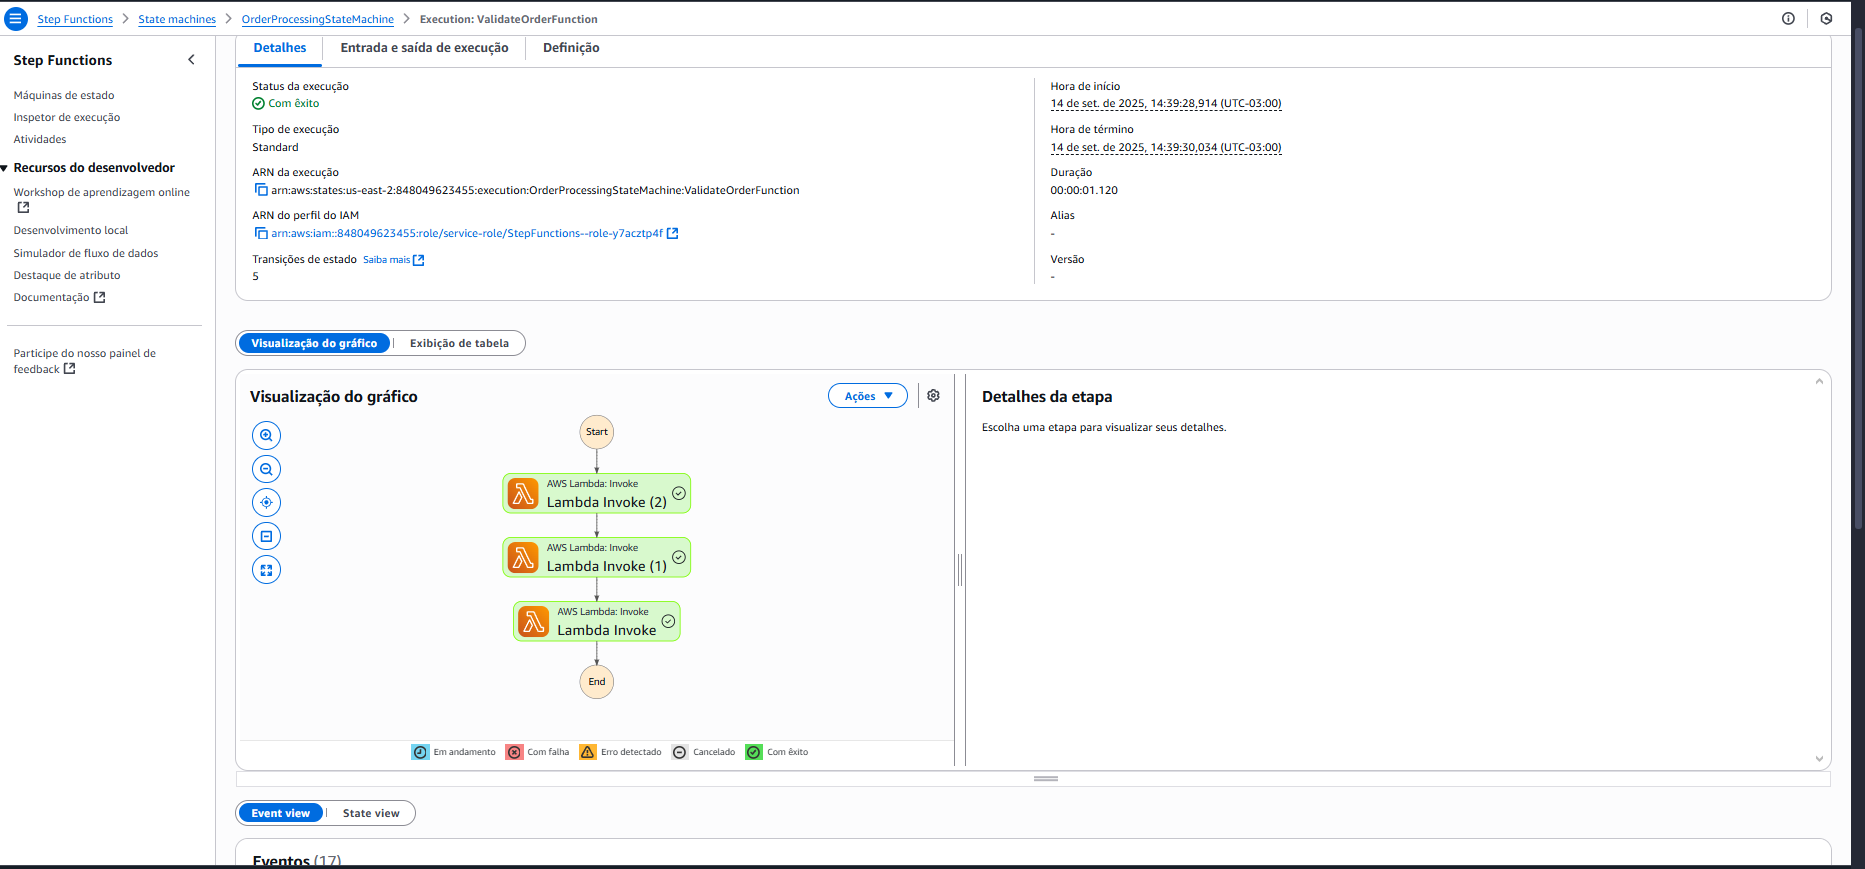 Step Functions > State machines > OrderProcessingStateMachine > Execution: ValidateOrderFunction
Step Functions
Máquinas de estado
Inspetor de execução
Atividades
Recursos do desenvolvedor
Workshop de aprendizagem online
Desenvolvimento local
Simulador de fluxo de dados
Destaque de atributo
Documentação
Participe do nosso painel de
feedback
Detalhes
Entrada e saída de execução
Definição
Status da execução
Com êxito
Tipo de execução
Standard
ARN da execução
arn:aws:states:us-east-2:848049623455:execution:OrderProcessingStateMachine:ValidateOrderFunction
ARN do perfil do IAM
arn:aws:iam::848049623455:role/service-role/StepFunctions--role-y7acztp4f
Transições de estado Saiba mais
5
Hora de início
14 de set. de 2025, 14:39:28,914 (UTC-03:00)
Hora de término
14 de set. de 2025, 14:39:30,034 (UTC-03:00)
Duração
00:00:01.120
Alias
-
Versão
-
Visualização do gráfico
Exibição de tabela
Visualização do gráfico
Ações
Start
AWS Lambda: Invoke
Lambda Invoke (2)
AWS Lambda: Invoke
Lambda Invoke (1)
AWS Lambda: Invoke
Lambda Invoke
End
Em andamento
Com falha
Erro detectado
Cancelado
Com êxito
Detalhes da etapa
Escolha uma etapa para visualizar seus detalhes.
Event view
State view
Eventos (17)